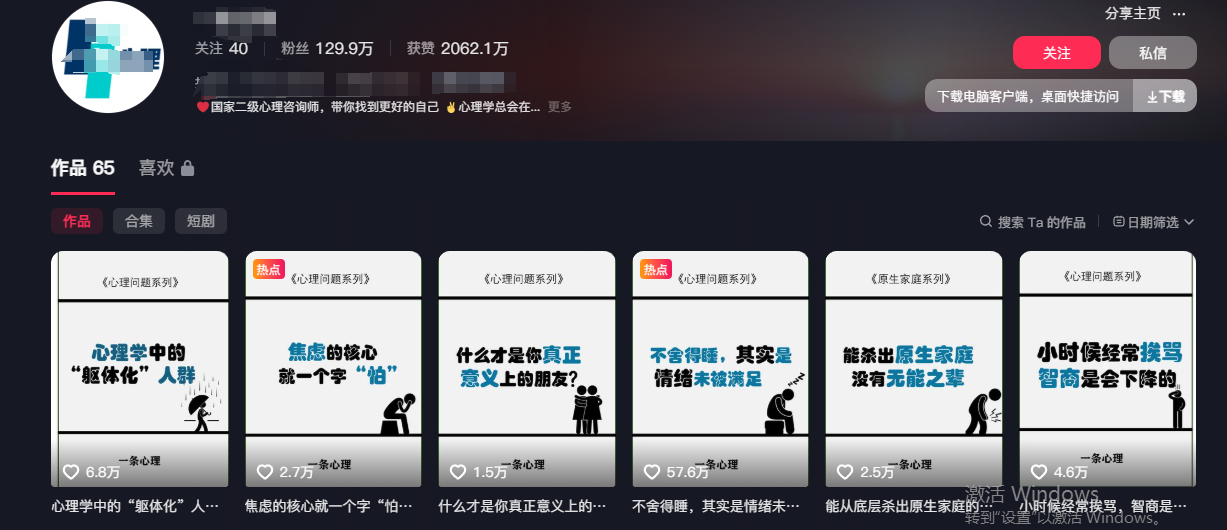 分享主页 ···
心理
关注 40 粉丝 129.9万 获赞 2062.1万
关注 私信
国家二级心理咨询师，带你找到更好的自己 ✌心理学总会在... 更多
下载电脑客户端，桌面快捷访问 下载
作品 65 喜欢
作品 合集 短剧
搜索 Ta 的作品 日期筛选
《心理问题系列》
心理学中的
“躯体化”人群
一条心理
6.8万
心理学中的“躯体化”人…
热点
《心理问题系列》
焦虑的核心
就一个字“怕”
一条心理
2.7万
焦虑的核心就一个字“怕…
《心理问题系列》
什么才是你真正
意义上的朋友?
一条心理
1.5万
什么才是你真正意义上的…
热点
《心理问题系列》
不舍得睡，其实是
情绪未被满足
zzz
一条心理
57.6万
不舍得睡，其实是情绪未…
《原生家庭系列》
能杀出原生家庭
没有无能之辈
一条心理
2.5万
能从底层杀出原生家庭的…
《心理问题系列》
小时候经常挨骂
智商是会下降的
一条心理
4.6万
小时候经常挨骂，智商是…
激活 Windows
转到“设置”以激活 Windows。